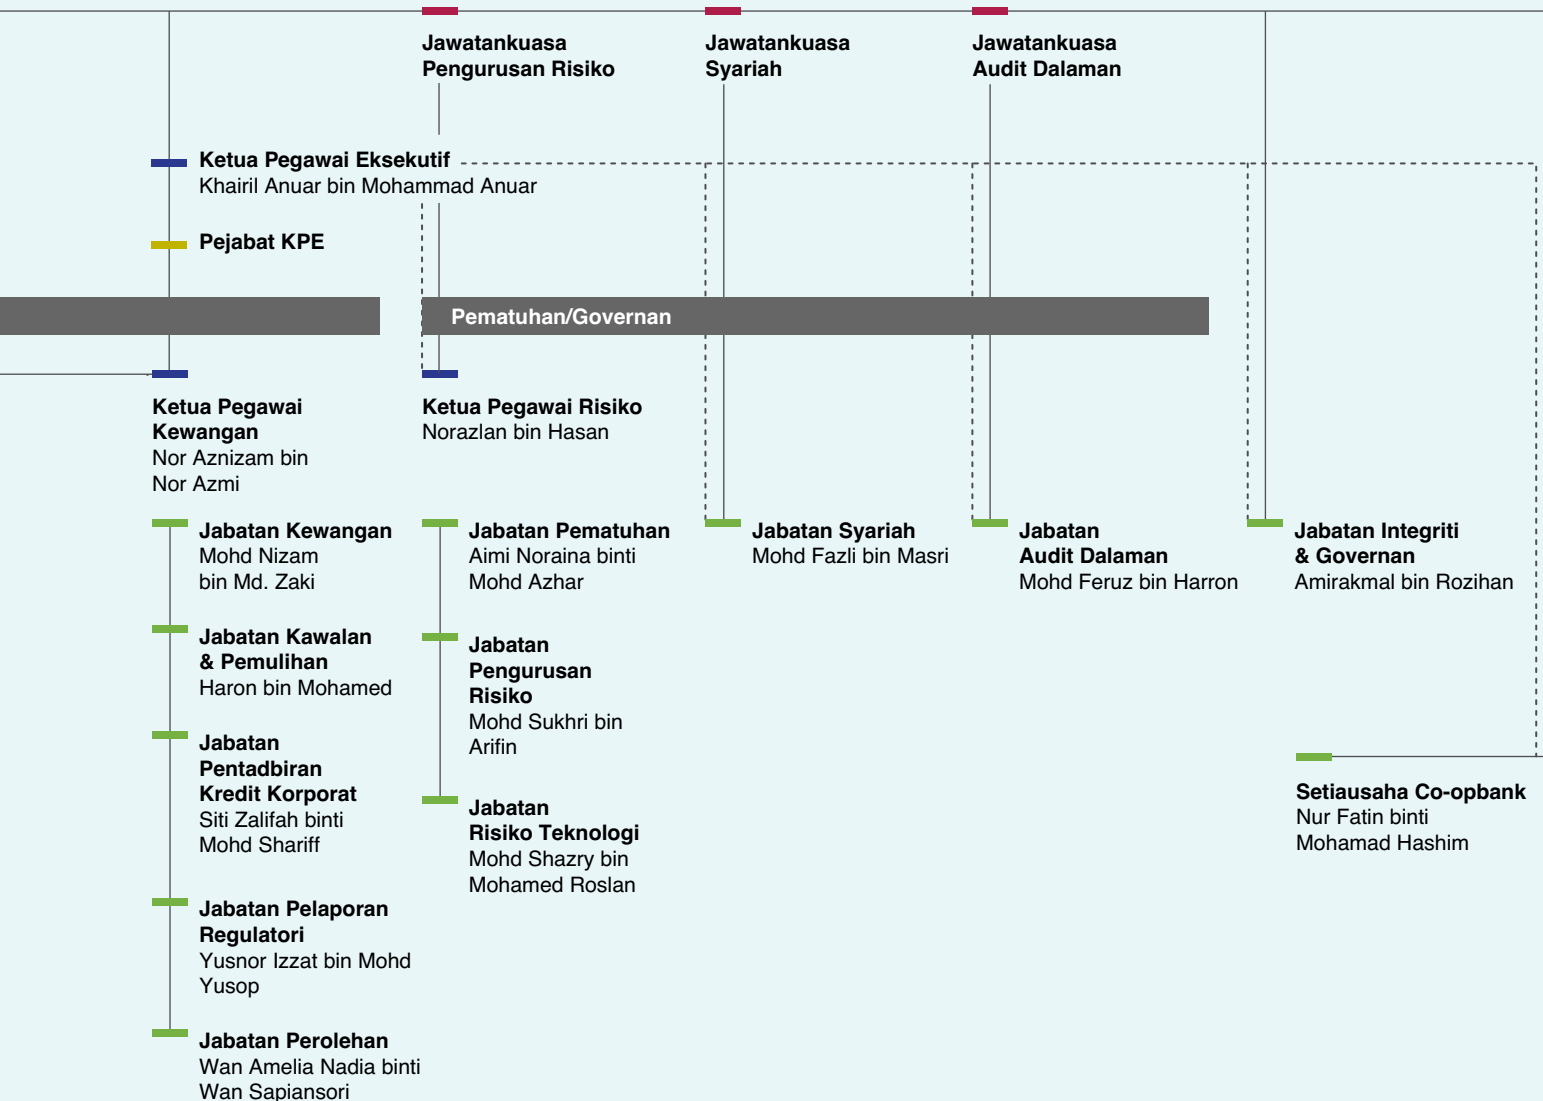 Jawatankuasa
Pengurusan Risiko
Jawatankuasa
Syariah
Jawatankuasa
Audit Dalaman
Ketua Pegawai Eksekutif
Khairil Anuar bin Mohammad Anuar
Pejabat KPE
Pematuhan/Governan
Ketua Pegawai
Kewangan
Nor Aznizam bin
Nor Azmi
Ketua Pegawai Risiko
Norazlan bin Hasan
Jabatan Kewangan
Mohd Nizam
bin Md. Zaki
Jabatan Kawalan
& Pemulihan
Haron bin Mohamed
Jabatan
Pentadbiran
Kredit Korporat
Siti Zalifah binti
Mohd Shariff
Jabatan Pelaporan
Regulatori
Yusnor Izzat bin Mohd
Yusop
Jabatan Perolehan
Wan Amelia Nadia binti
Wan Sapiansori
Jabatan Pematuhan
Aimi Noraina binti
Mohd Azhar
Jabatan
Pengurusan
Risiko
Mohd Sukhri bin
Arifin
Jabatan
Risiko Teknologi
Mohd Shazry bin
Mohamed Roslan
Jabatan Syariah
Mohd Fazli bin Masri
Jabatan
Audit Dalaman
Mohd Feruz bin Harron
Jabatan Integriti
& Governan
Amirakmal bin Rozihan
Setiausaha Co-opbank
Nur Fatin binti
Mohamad Hashim